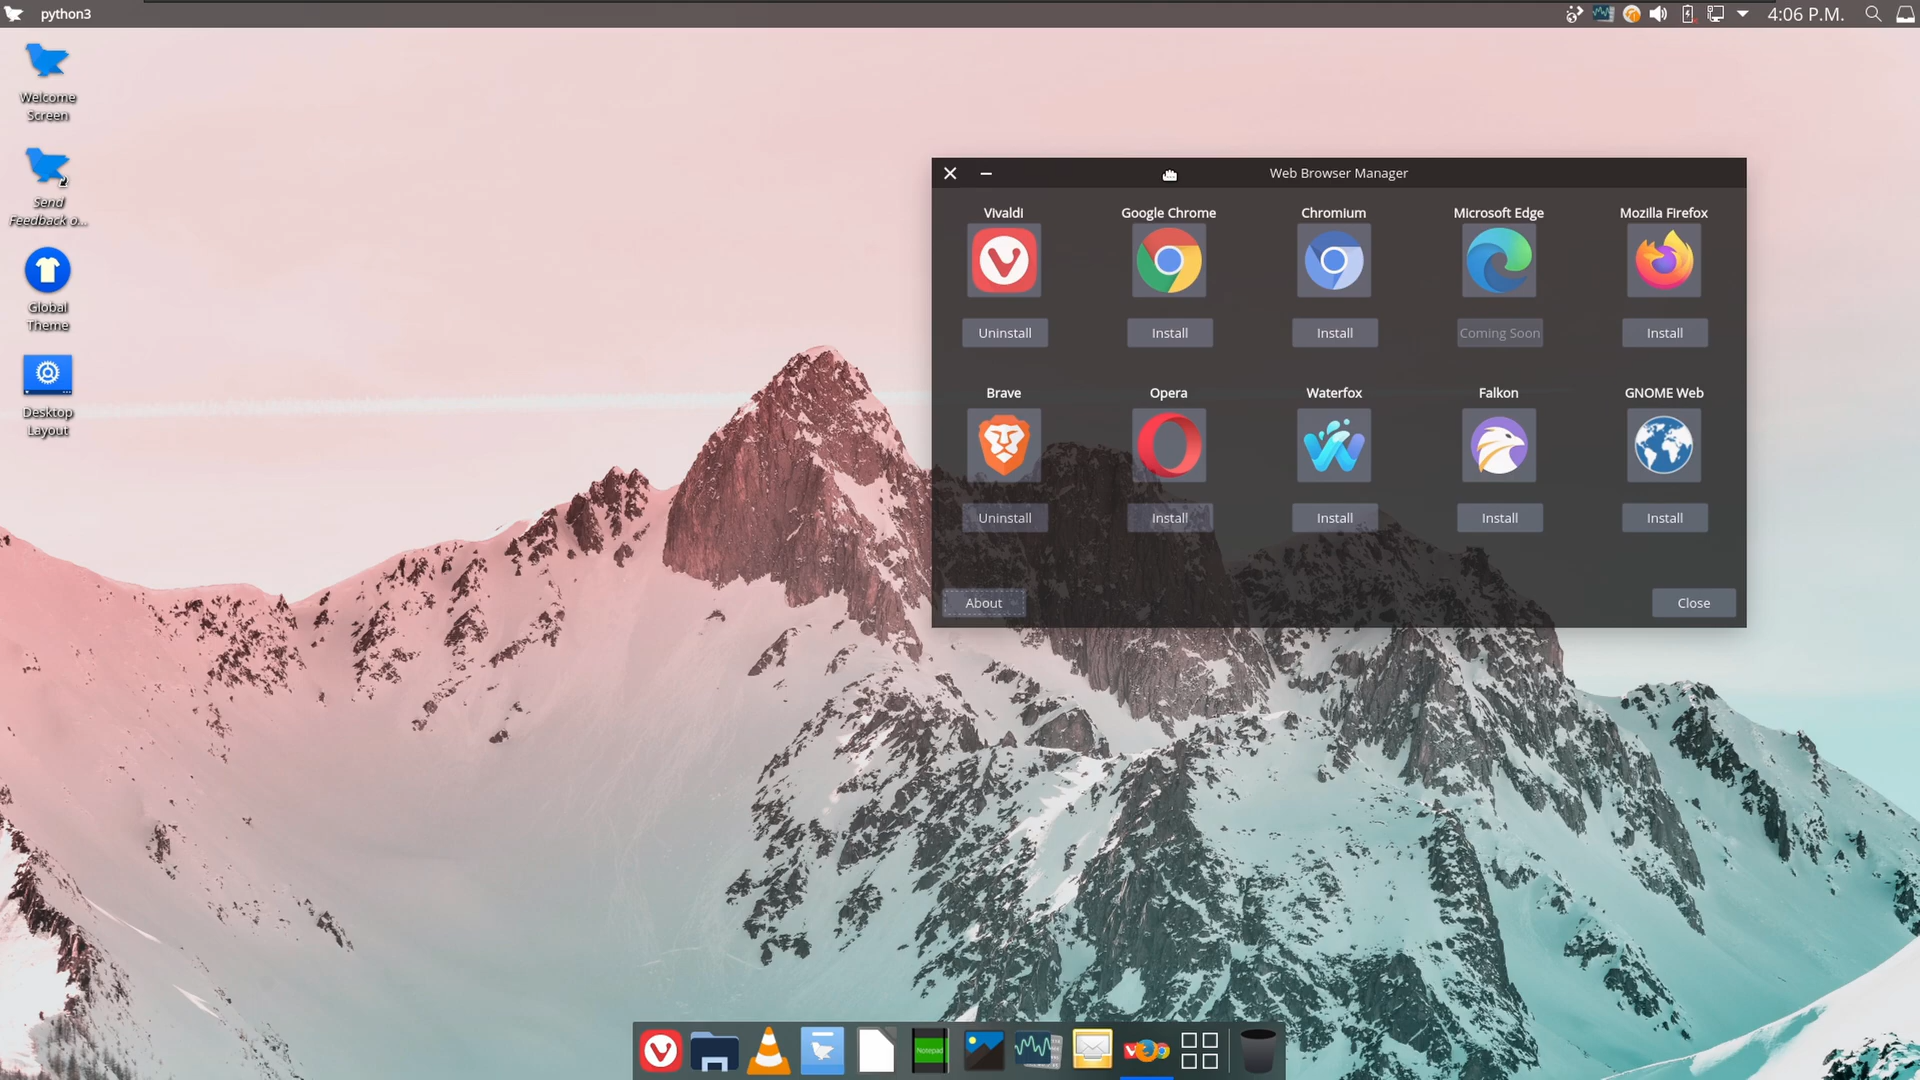 python3
4:06 P.M.
Welcome
Screen
Send
Feedback o...
Global
Theme
Desktop
Layout
Web Browser Manager
Vivaldi
Google Chrome
Chromium
Microsoft Edge
Mozilla Firefox
Uninstall
Install
Install
Coming Soon
Install
Brave
Opera
Waterfox
Falkon
GNOME Web
Uninstall
Install
Install
Install
Install
About
Close
Notepad